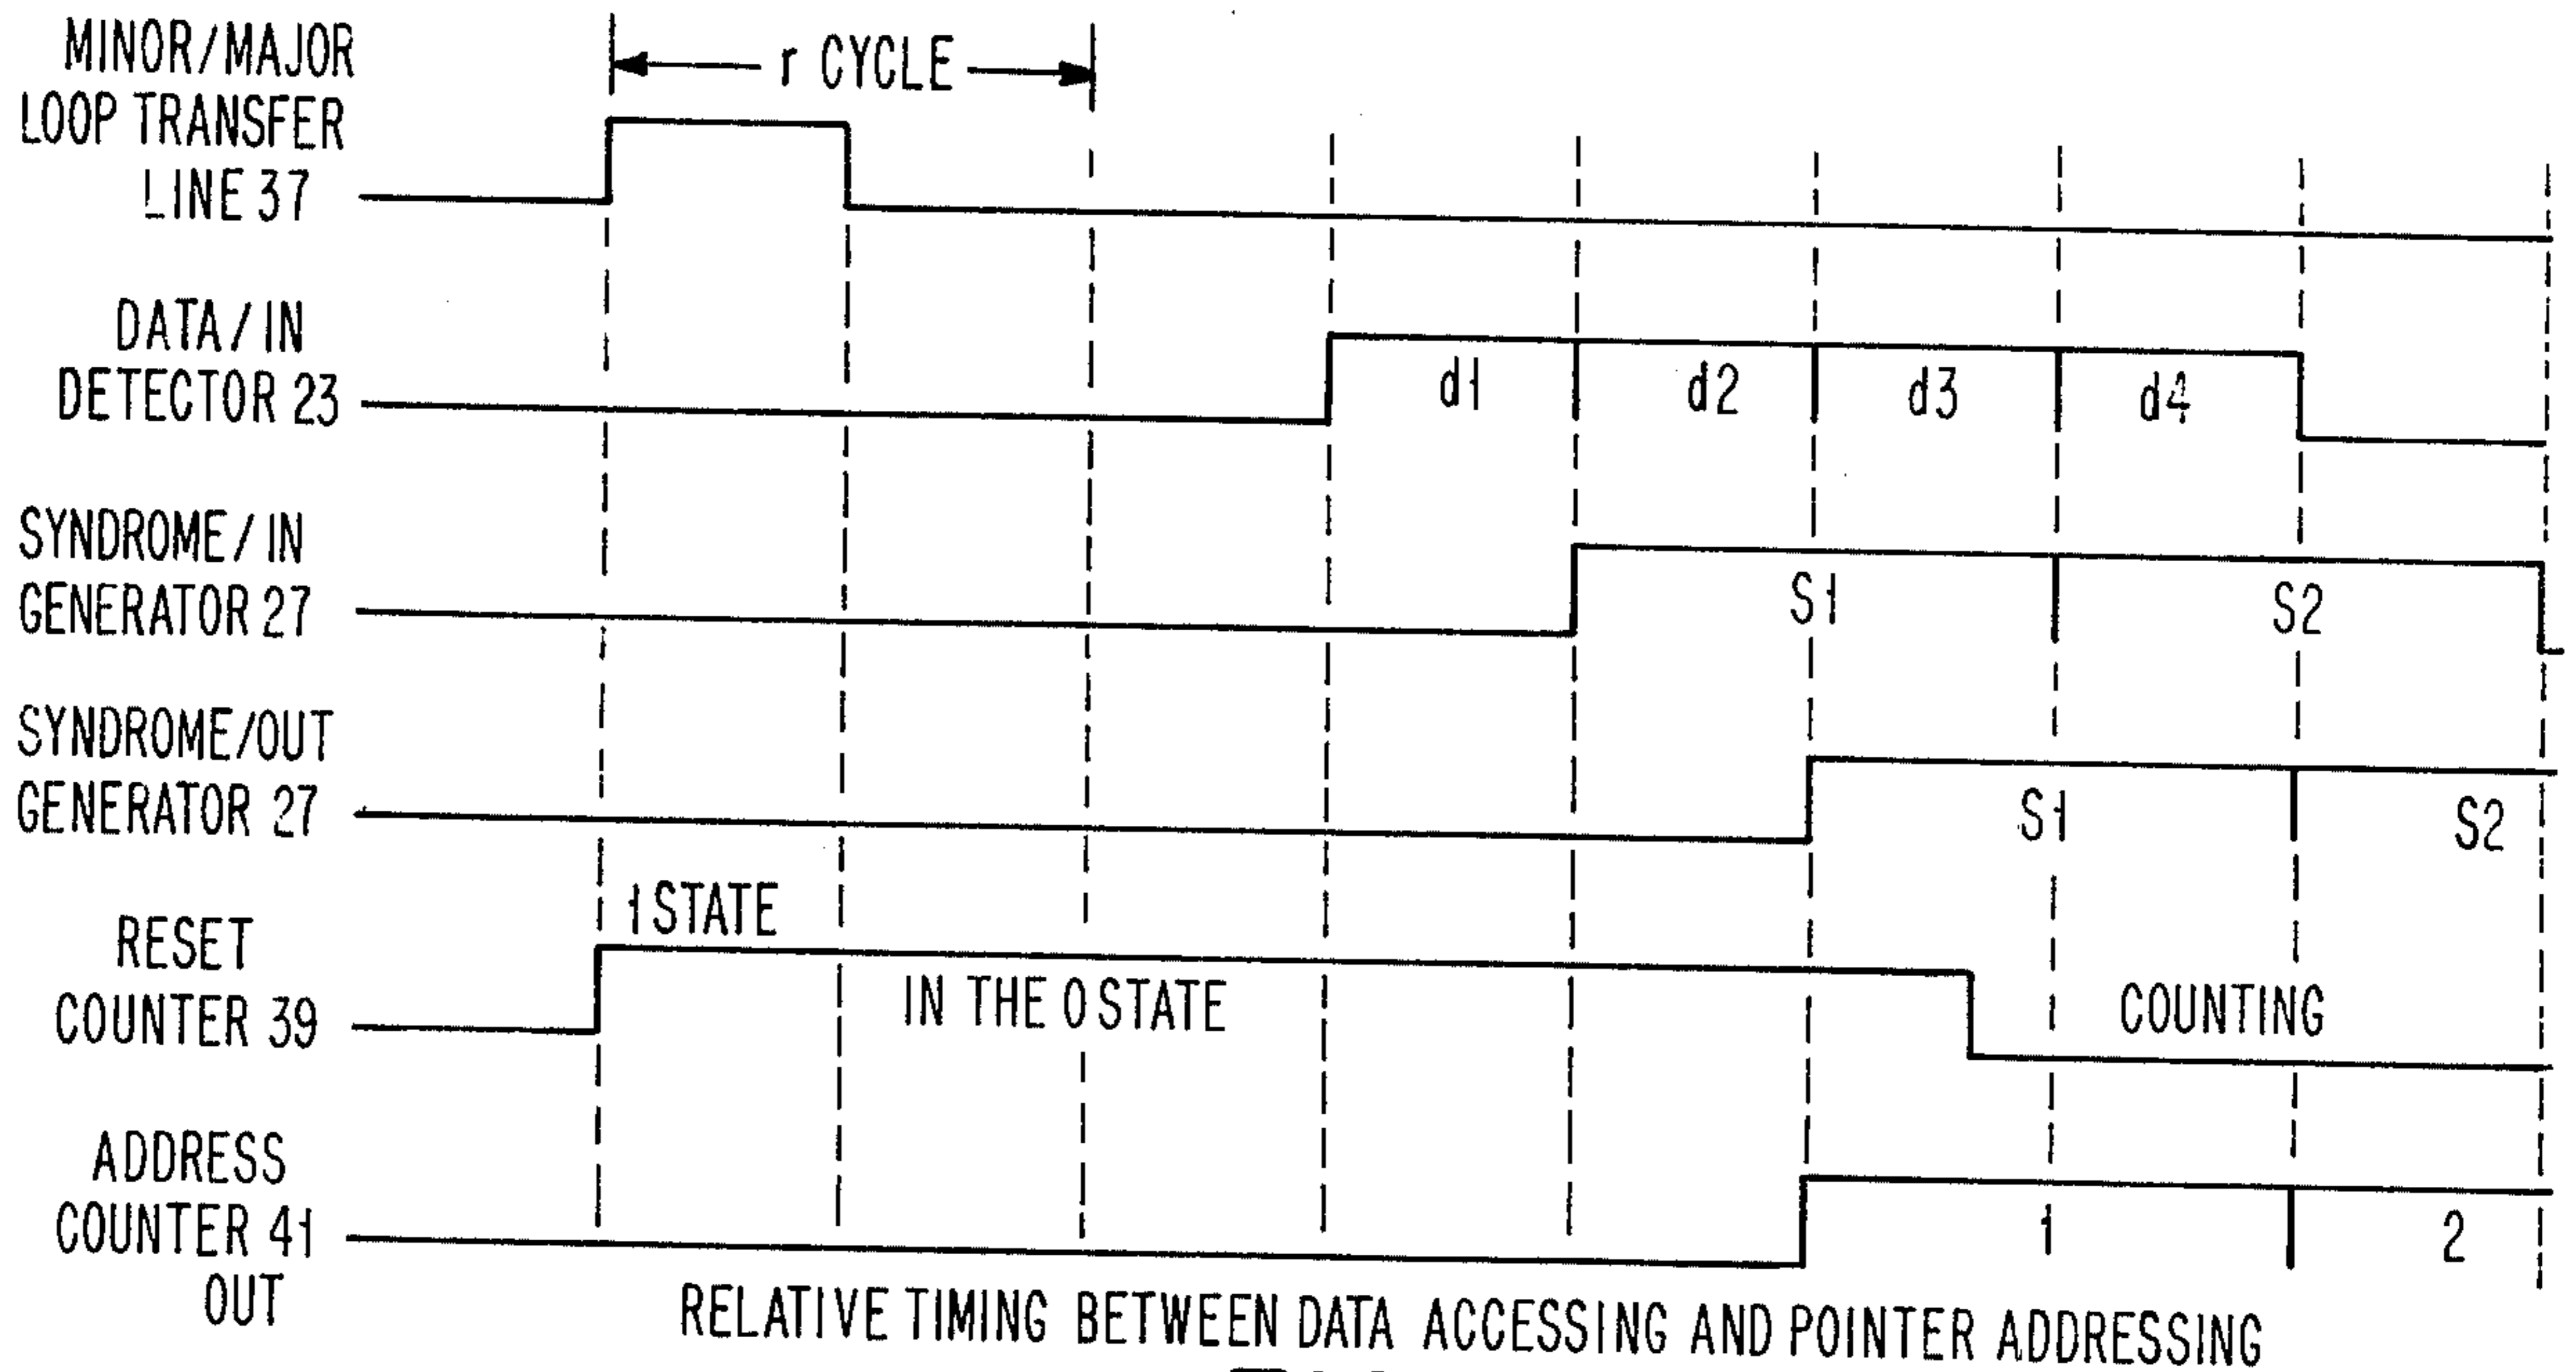 MINOR/MAJOR
LOOP TRANSFER
LINE 37
r CYCLE
DATA/IN
DETECTOR 23
d1
d2
d3
d4
SYNDROME/IN
GENERATOR 27
S1
S2
SYNDROME/OUT
GENERATOR 27
S1
S2
RESET
COUNTER 39
1 STATE
IN THE 0 STATE
COUNTING
ADDRESS
COUNTER 41
OUT
1
2
RELATIVE TIMING BETWEEN DATA ACCESSING AND POINTER ADDRESSING